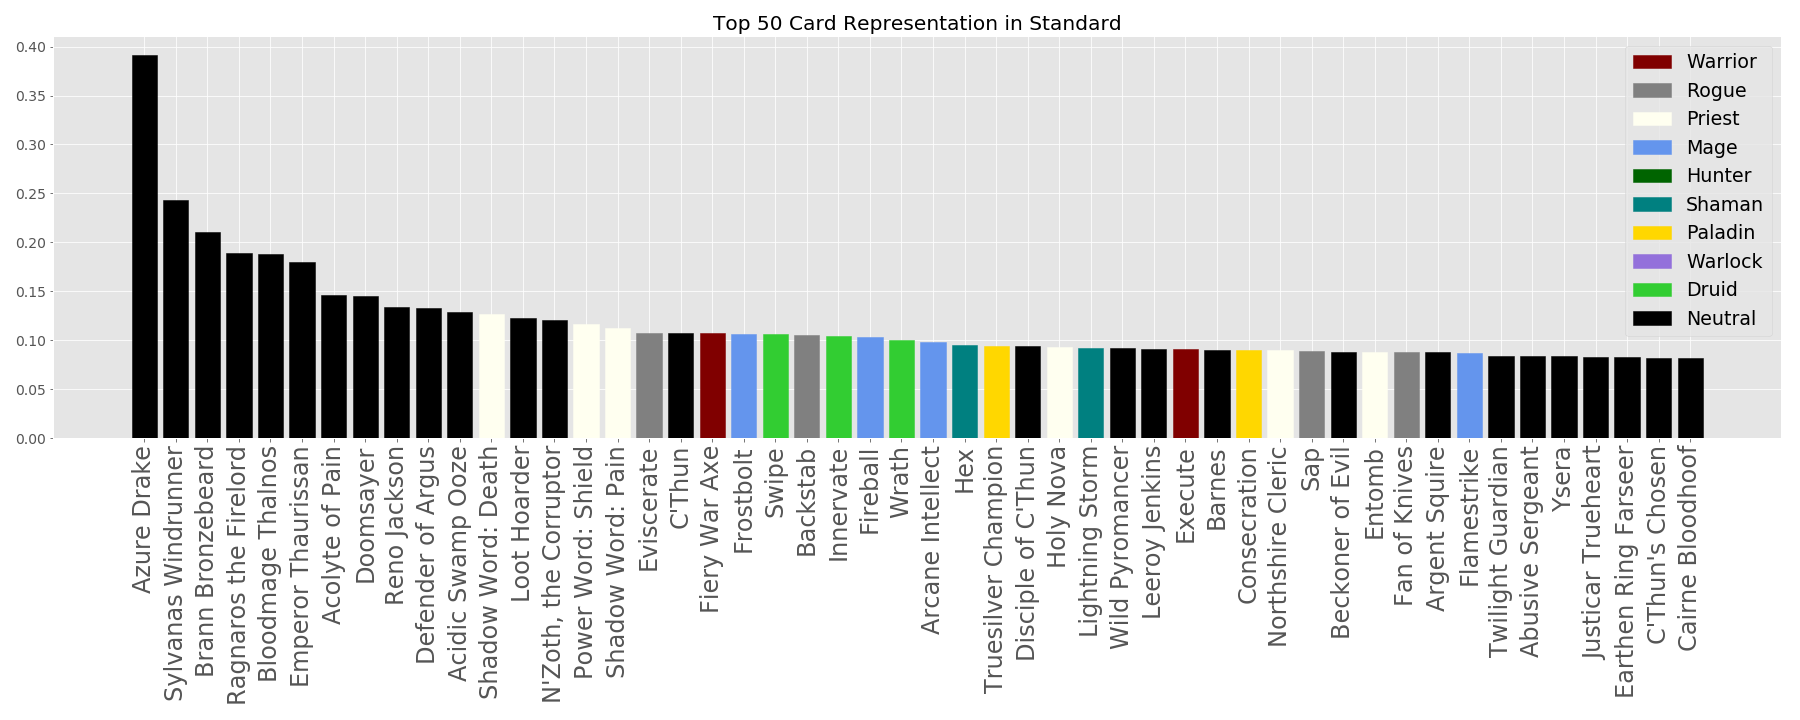 Top 50 Card Representation in Standard
0.40
0.35
0.30
0.25
0.20
0.15
0.10
0.05
0.00
Warrior
Rogue
Priest
Mage
Hunter
Shaman
Paladin
Warlock
Druid
Neutral
Azure Drake
Sylvanas Windrunner
Brann Bronzebeard
Ragnaros the Firelord
Bloodmage Thalnos
Emperor Thaurissan
Acolyte of Pain
Doomsayer
Reno Jackson
Defender of Argus
Acidic Swamp Ooze
Shadow Word: Death
Loot Hoarder
N'Zoth, the Corruptor
Power Word: Shield
Shadow Word: Pain
Eviscerate
C'Thun
Fiery War Axe
Frostbolt
Swipe
Backstab
Innervate
Fireball
Wrath
Arcane Intellect
Hex
Truesilver Champion
Disciple of C'Thun
Holy Nova
Lightning Storm
Wild Pyromancer
Leeroy Jenkins
Execute
Barnes
Consecration
Northshire Cleric
Sap
Beckoner of Evil
Entomb
Fan of Knives
Argent Squire
Flamestrike
Twilight Guardian
Abusive Sergeant
Ysera
Justicar Trueheart
Earthen Ring Farseer
C'Thun's Chosen
Cairne Bloodhoof